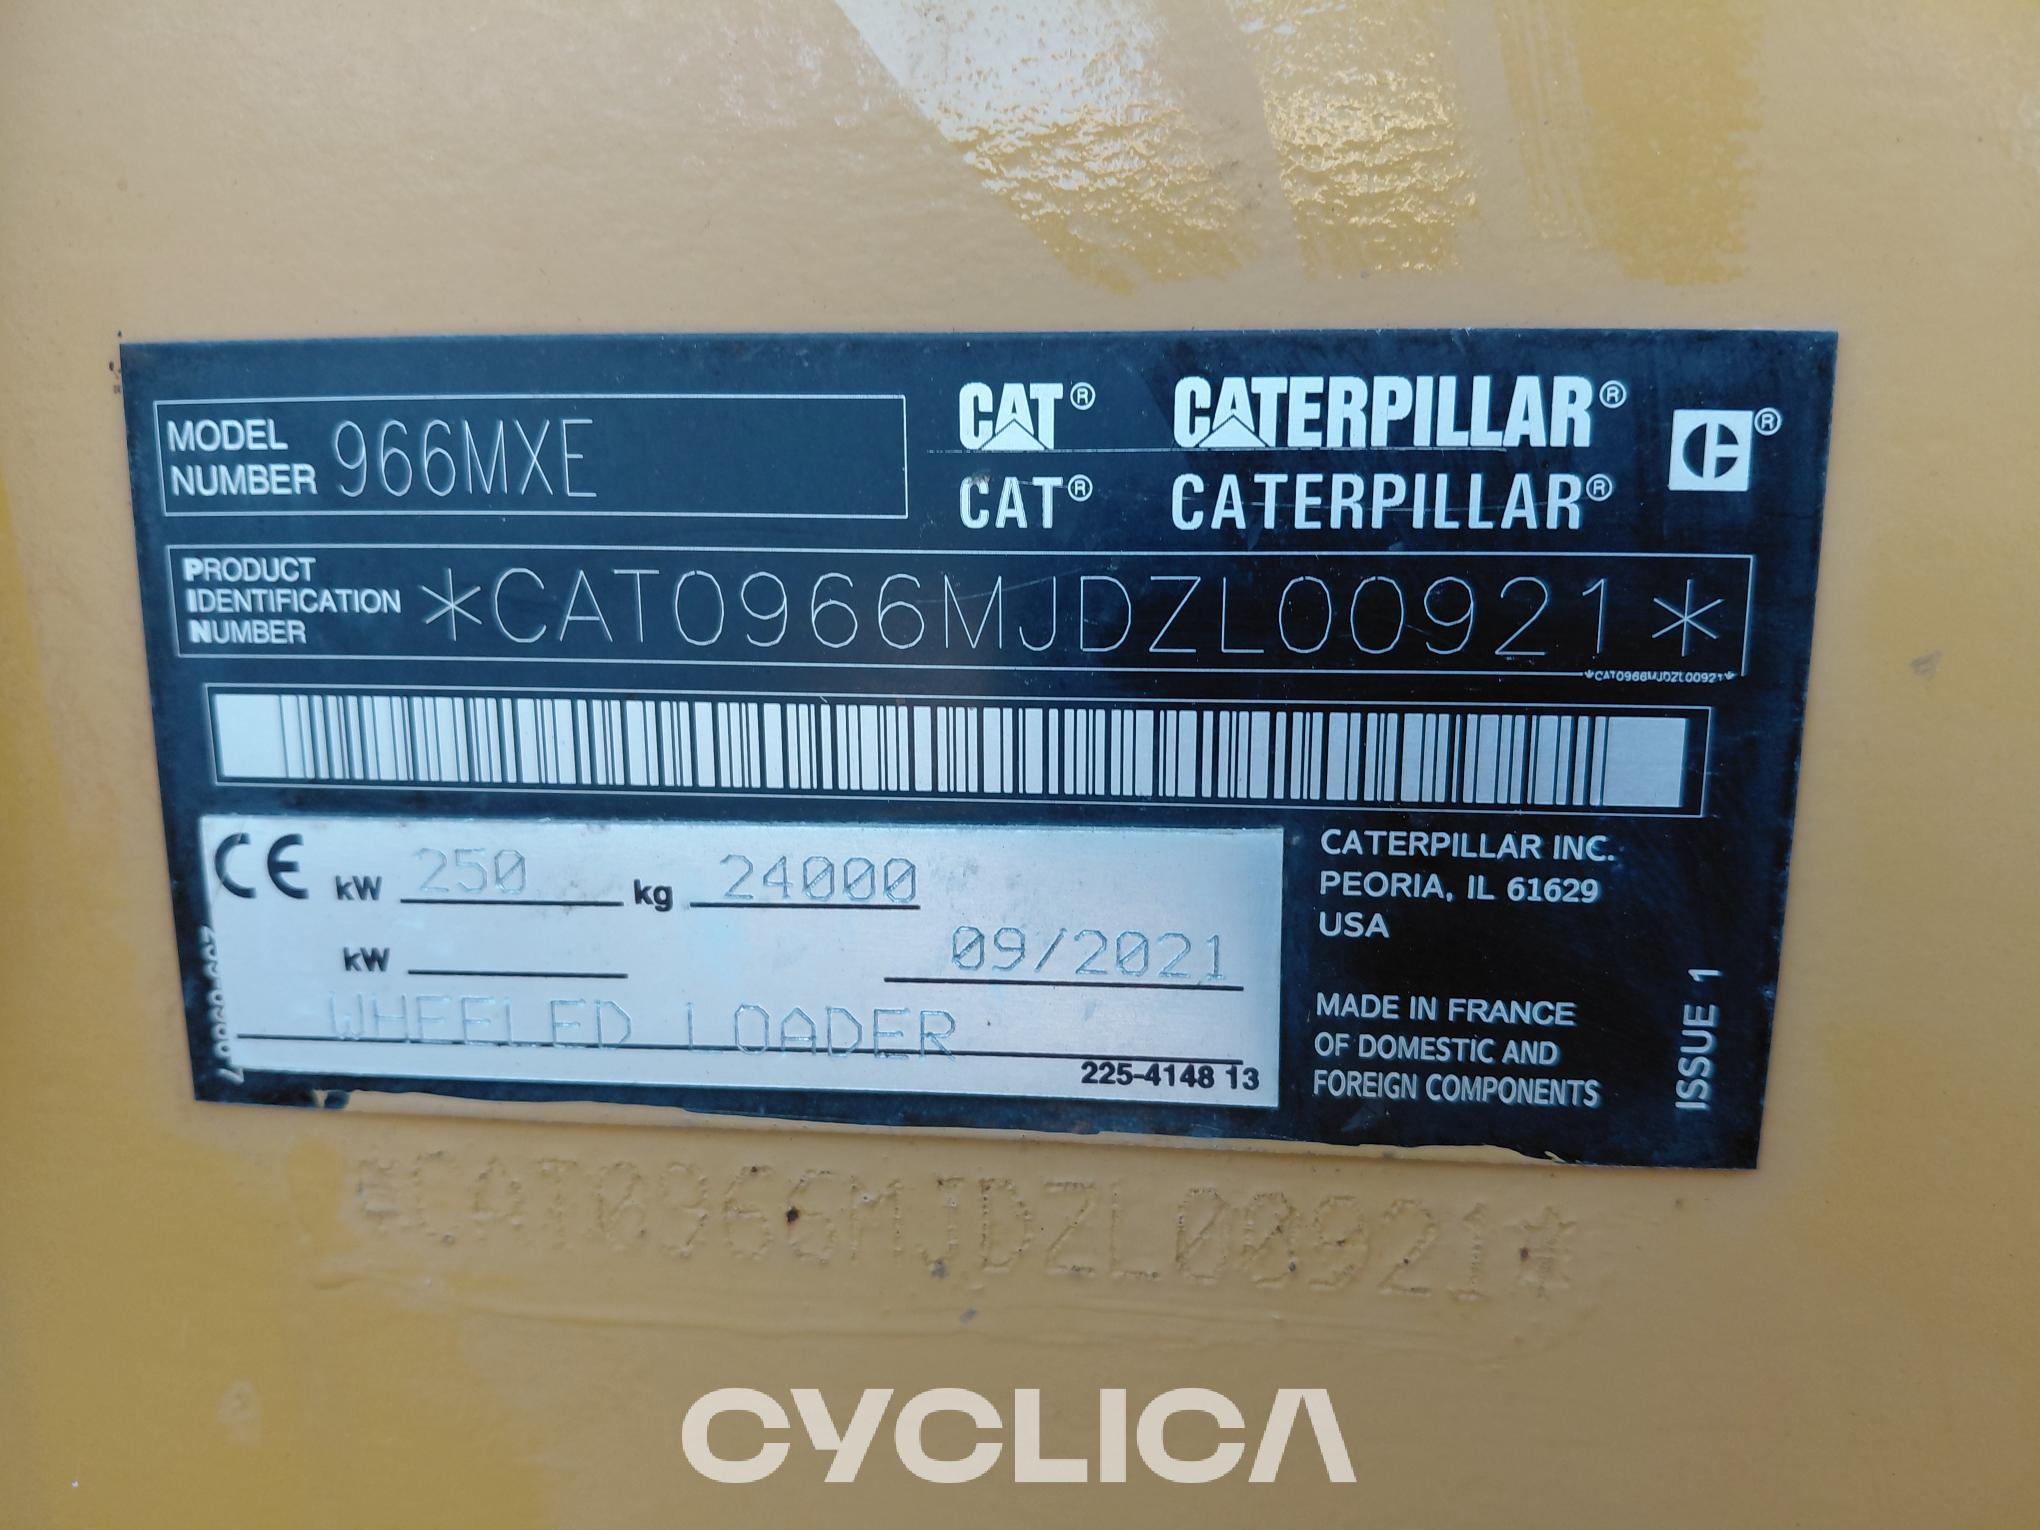 MODEL NUMBER 966MXE
CAT® CATERPILLAR®
CAT® CATERPILLAR®
PRODUCT IDENTIFICATION NUMBER *CAT0966MJDZL00921*
*CAT0966MJDZL00921*
CE kW 250 kg 24000
kW 09/2021
WHEELED LOADER
225-4148 13
CATERPILLAR INC.
PEORIA, IL 61629
USA
MADE IN FRANCE
OF DOMESTIC AND
FOREIGN COMPONENTS
ISSUE 1
*CAT0966MJDZL00921*
CYCLICA